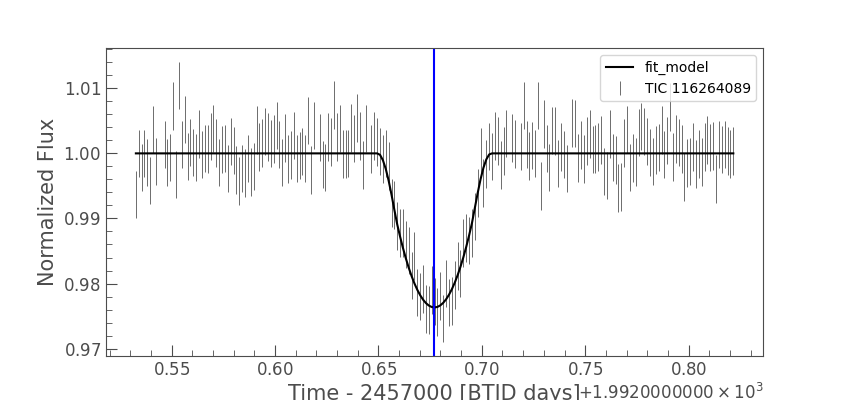 fit_model
TIC 116264089
1.01
1.00
0.99
0.98
0.97
Normalized Flux
0.55 0.60 0.65 0.70 0.75 0.80
Time - 2457000 [BTJD days]
+1.9920000000 × 10³